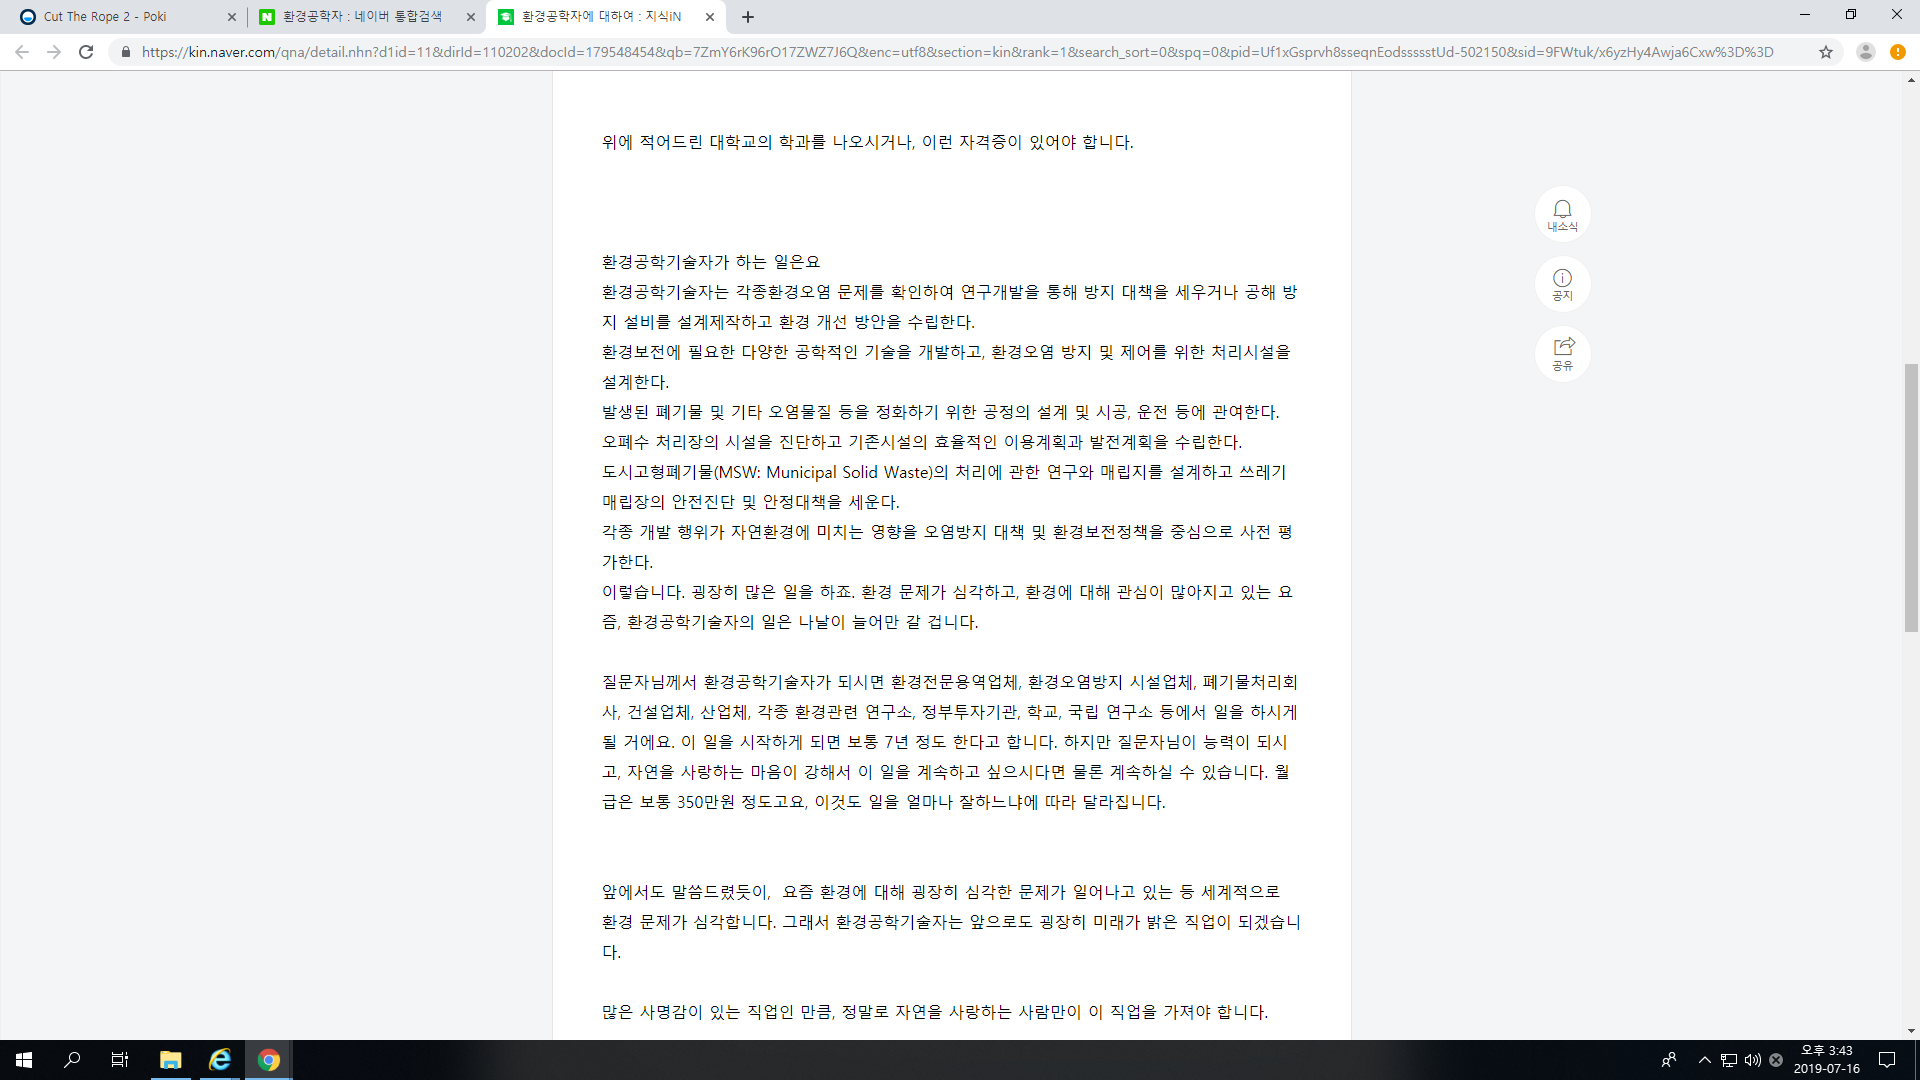 Cut The Rope 2 - Poki
환경공학자 : 네이버 통합검색
환경공학자에 대하여 : 지식iN
https://kin.naver.com/qna/detail.nhn?d1id=11&dirId=110202&docId=179548454&qb=7ZmY6rK96rO17ZWZ7J6Q&enc=utf8&section=kin&rank=1&search_sort=0&spq=0&pid=Uf1xGsprvh8sseqnEodssssstUd-502150&sid=9FWtuk/x6yzHy4Awja6Cxw%3D%3D
위에 적어드린 대학교의 학과를 나오시거나, 이런 자격증이 있어야 합니다.
환경공학기술자가 하는 일은요
환경공학기술자는 각종환경오염 문제를 확인하여 연구개발을 통해 방지 대책을 세우거나 공해 방
지 설비를 설계제작하고 환경 개선 방안을 수립한다.
환경보전에 필요한 다양한 공학적인 기술을 개발하고, 환경오염 방지 및 제어를 위한 처리시설을
설계한다.
발생된 폐기물 및 기타 오염물질 등을 정화하기 위한 공정의 설계 및 시공, 운전 등에 관여한다.
오폐수 처리장의 시설을 진단하고 기존시설의 효율적인 이용계획과 발전계획을 수립한다.
도시고형폐기물(MSW: Municipal Solid Waste)의 처리에 관한 연구와 매립지를 설계하고 쓰레기
매립장의 안전진단 및 안정대책을 세운다.
각종 개발 행위가 자연환경에 미치는 영향을 오염방지 대책 및 환경보전정책을 중심으로 사전 평
가한다.
이렇습니다. 굉장히 많은 일을 하죠. 환경 문제가 심각하고, 환경에 대해 관심이 많아지고 있는 요
즘, 환경공학기술자의 일은 나날이 늘어만 갈 겁니다.
질문자님께서 환경공학기술자가 되시면 환경전문용역업체, 환경오염방지 시설업체, 폐기물처리회
사, 건설업체, 산업체, 각종 환경관련 연구소, 정부투자기관, 학교, 국립 연구소 등에서 일을 하시게
될 거에요. 이 일을 시작하게 되면 보통 7년 정도 한다고 합니다. 하지만 질문자님이 능력이 되시
고, 자연을 사랑하는 마음이 강해서 이 일을 계속하고 싶으시다면 물론 계속하실 수 있습니다. 월
급은 보통 350만원 정도고요, 이것도 일을 얼마나 잘하느냐에 따라 달라집니다.
앞에서도 말씀드렸듯이,  요즘 환경에 대해 굉장히 심각한 문제가 일어나고 있는 등 세계적으로
환경 문제가 심각합니다. 그래서 환경공학기술자는 앞으로도 굉장히 미래가 밝은 직업이 되겠습니
다.
많은 사명감이 있는 직업인 만큼, 정말로 자연을 사랑하는 사람만이 이 직업을 가져야 합니다.
내소식
공지
공유
오후 3:43
2019-07-16